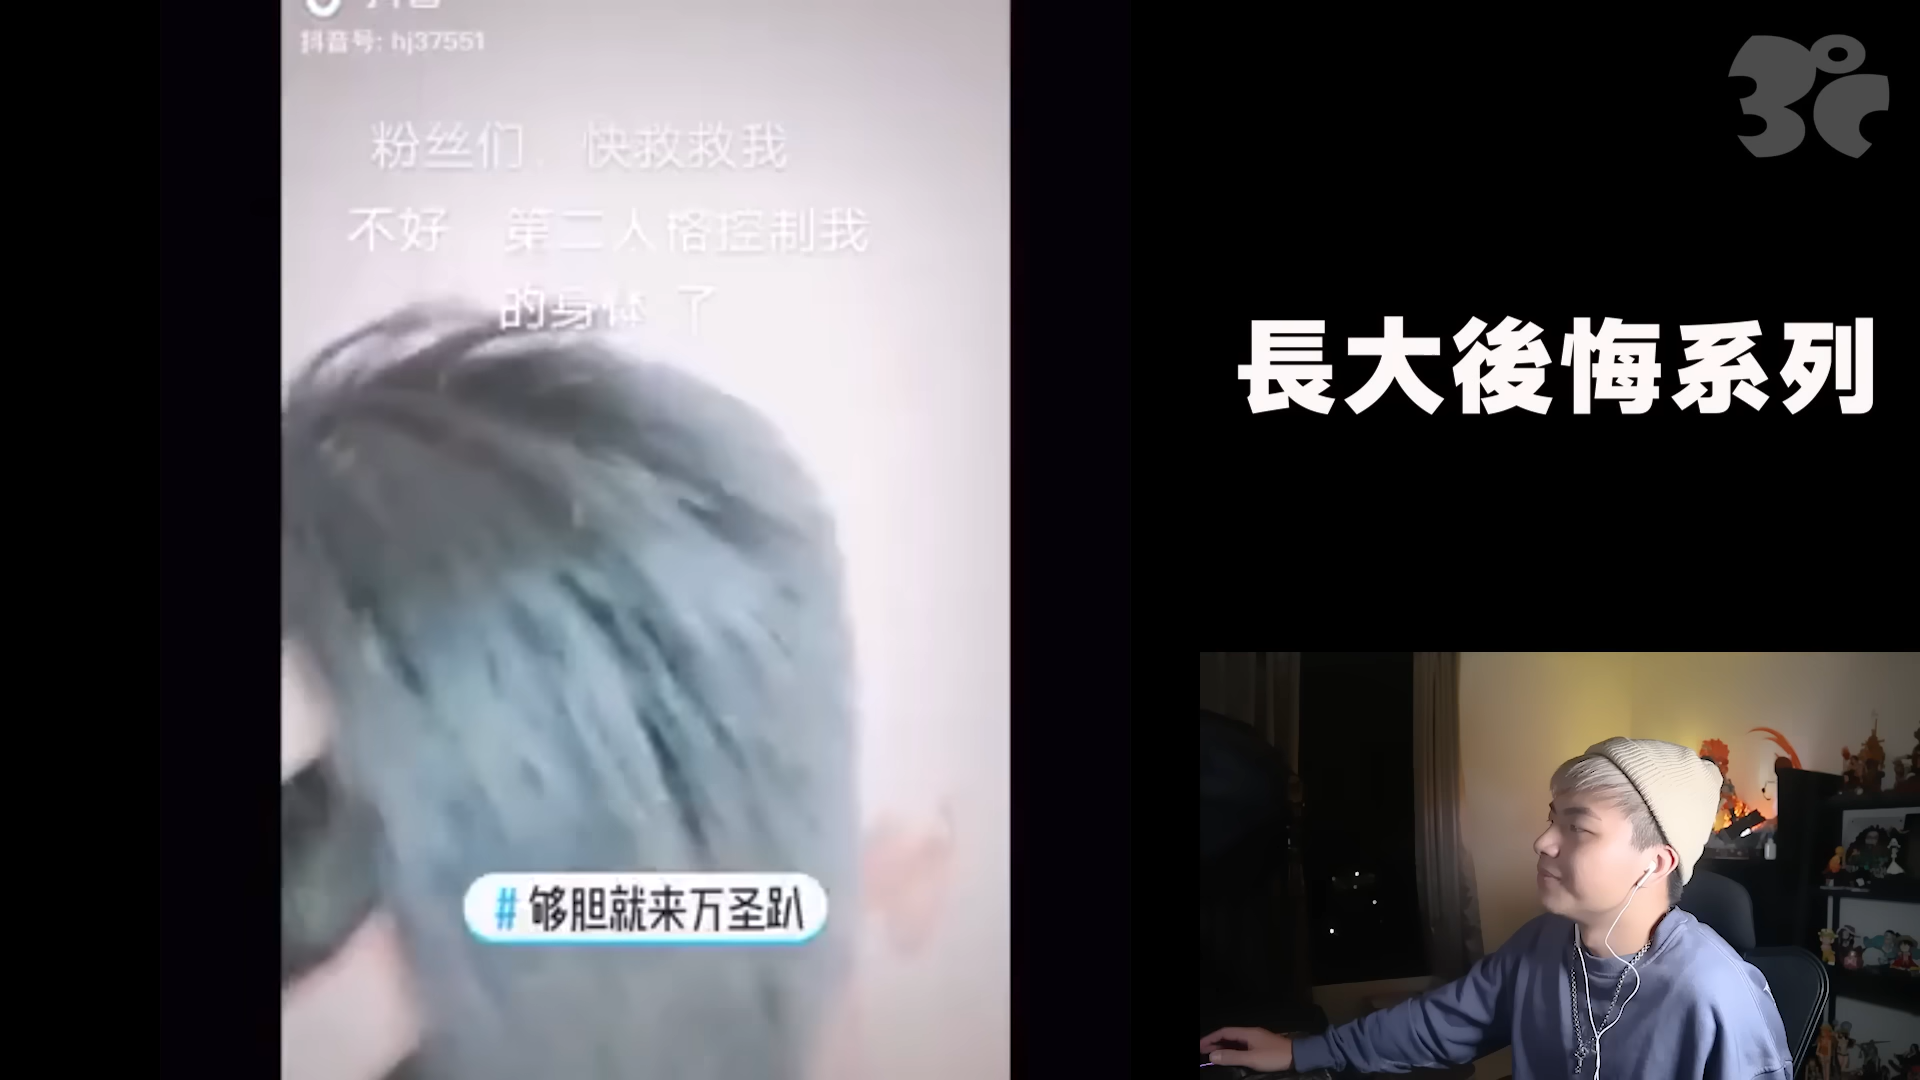 抖音号: hj37551
粉丝们, 快救救我
不好 第二人格控制我
的身体 了
#够胆就来万圣趴
長大後悔系列
3°C